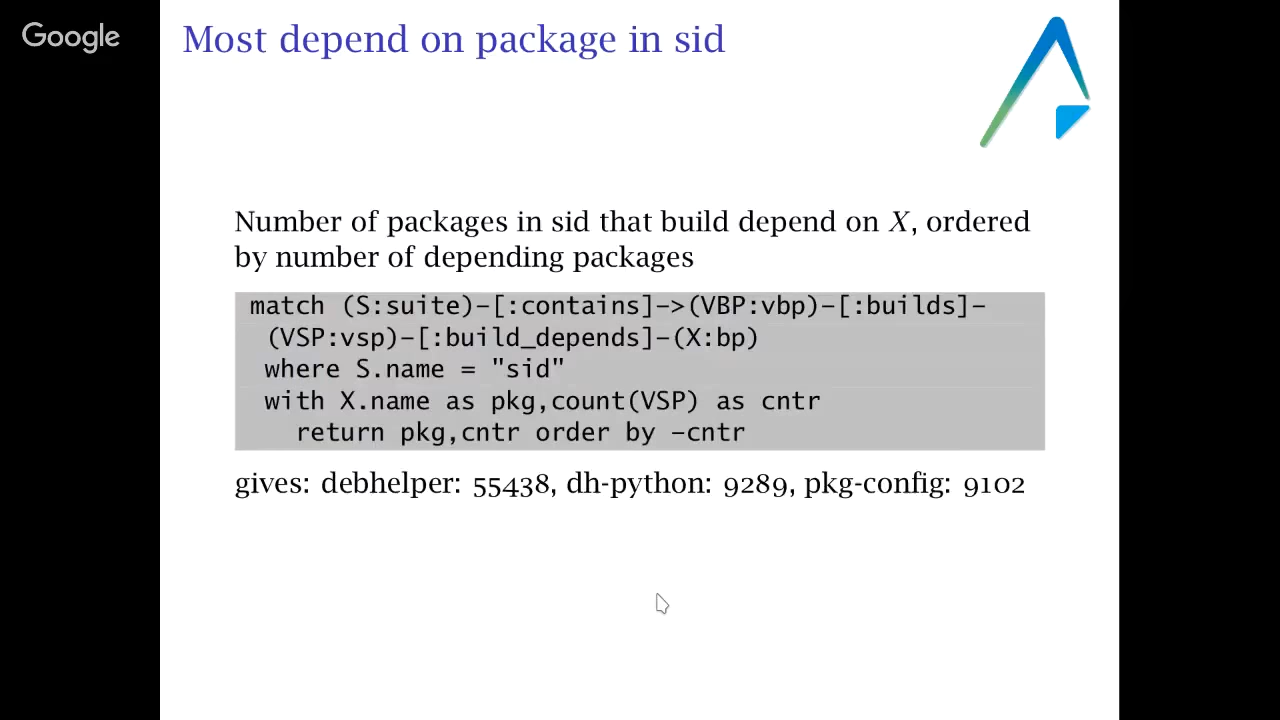 Google
Most depend on package in sid
Number of packages in sid that build depend on X, ordered
by number of depending packages
match (S:suite)-[:contains]->(VBP:vbp)-[:builds]-
(VSP:vsp)-[:build_depends]-(X:bp)
where S.name = "sid"
with X.name as pkg,count(VSP) as cntr
return pkg,cntr order by -cntr
gives: debhelper: 55438, dh-python: 9289, pkg-config: 9102